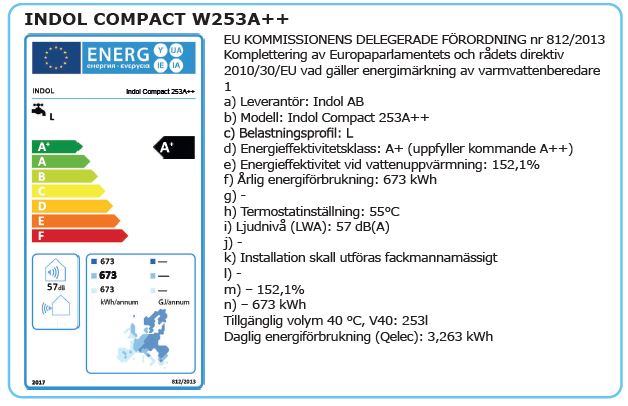 INDOL COMPACT W253A++
ENERG
енергия · ενεργεια
Y UA
IE IA
INDOL
Indol Compact 253A++
L
A+
A
B
C
D
E
F
A+
57dB
673
673
673
—
—
—
kWh/annum
GJ/annum
2017
812/2013
EU KOMMISSIONENS DELEGERADE FÖRORDNING nr 812/2013
Komplettering av Europaparlamentets och rådets direktiv
2010/30/EU vad gäller energimärkning av varmvattenberedare
1
a) Leverantör: Indol AB
b) Modell: Indol Compact 253A++
c) Belastningsprofil: L
d) Energieffektivitetsklass: A+ (uppfyller kommande A++)
e) Energieffektivitet vid vattenuppvärmning: 152,1%
f) Årlig energiförbrukning: 673 kWh
g) -
h) Termostatinställning: 55°C
i) Ljudnivå (LWA): 57 dB(A)
j) -
k) Installation skall utföras fackmannamässigt
l) -
m) – 152,1%
n) – 673 kWh
Tillgänglig volym 40 °C, V40: 253l
Daglig energiförbrukning (Qelec): 3,263 kWh